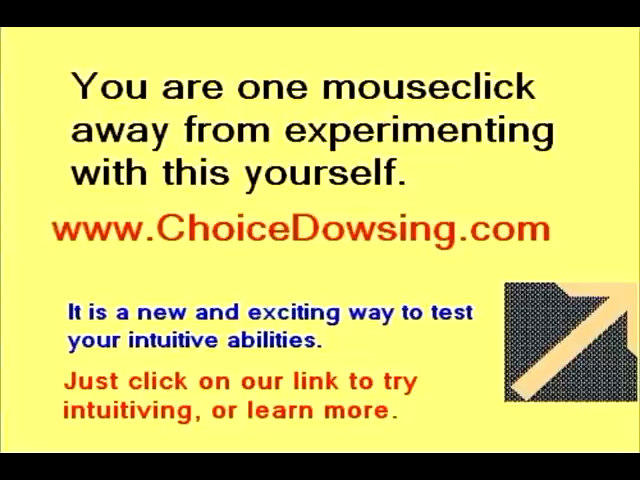 You are one mouseclick
away from experimenting
with this yourself.
www.ChoiceDowsing.com
It is a new and exciting way to test
your intuitive abilities.
Just click on our link to try
intuitiving, or learn more.